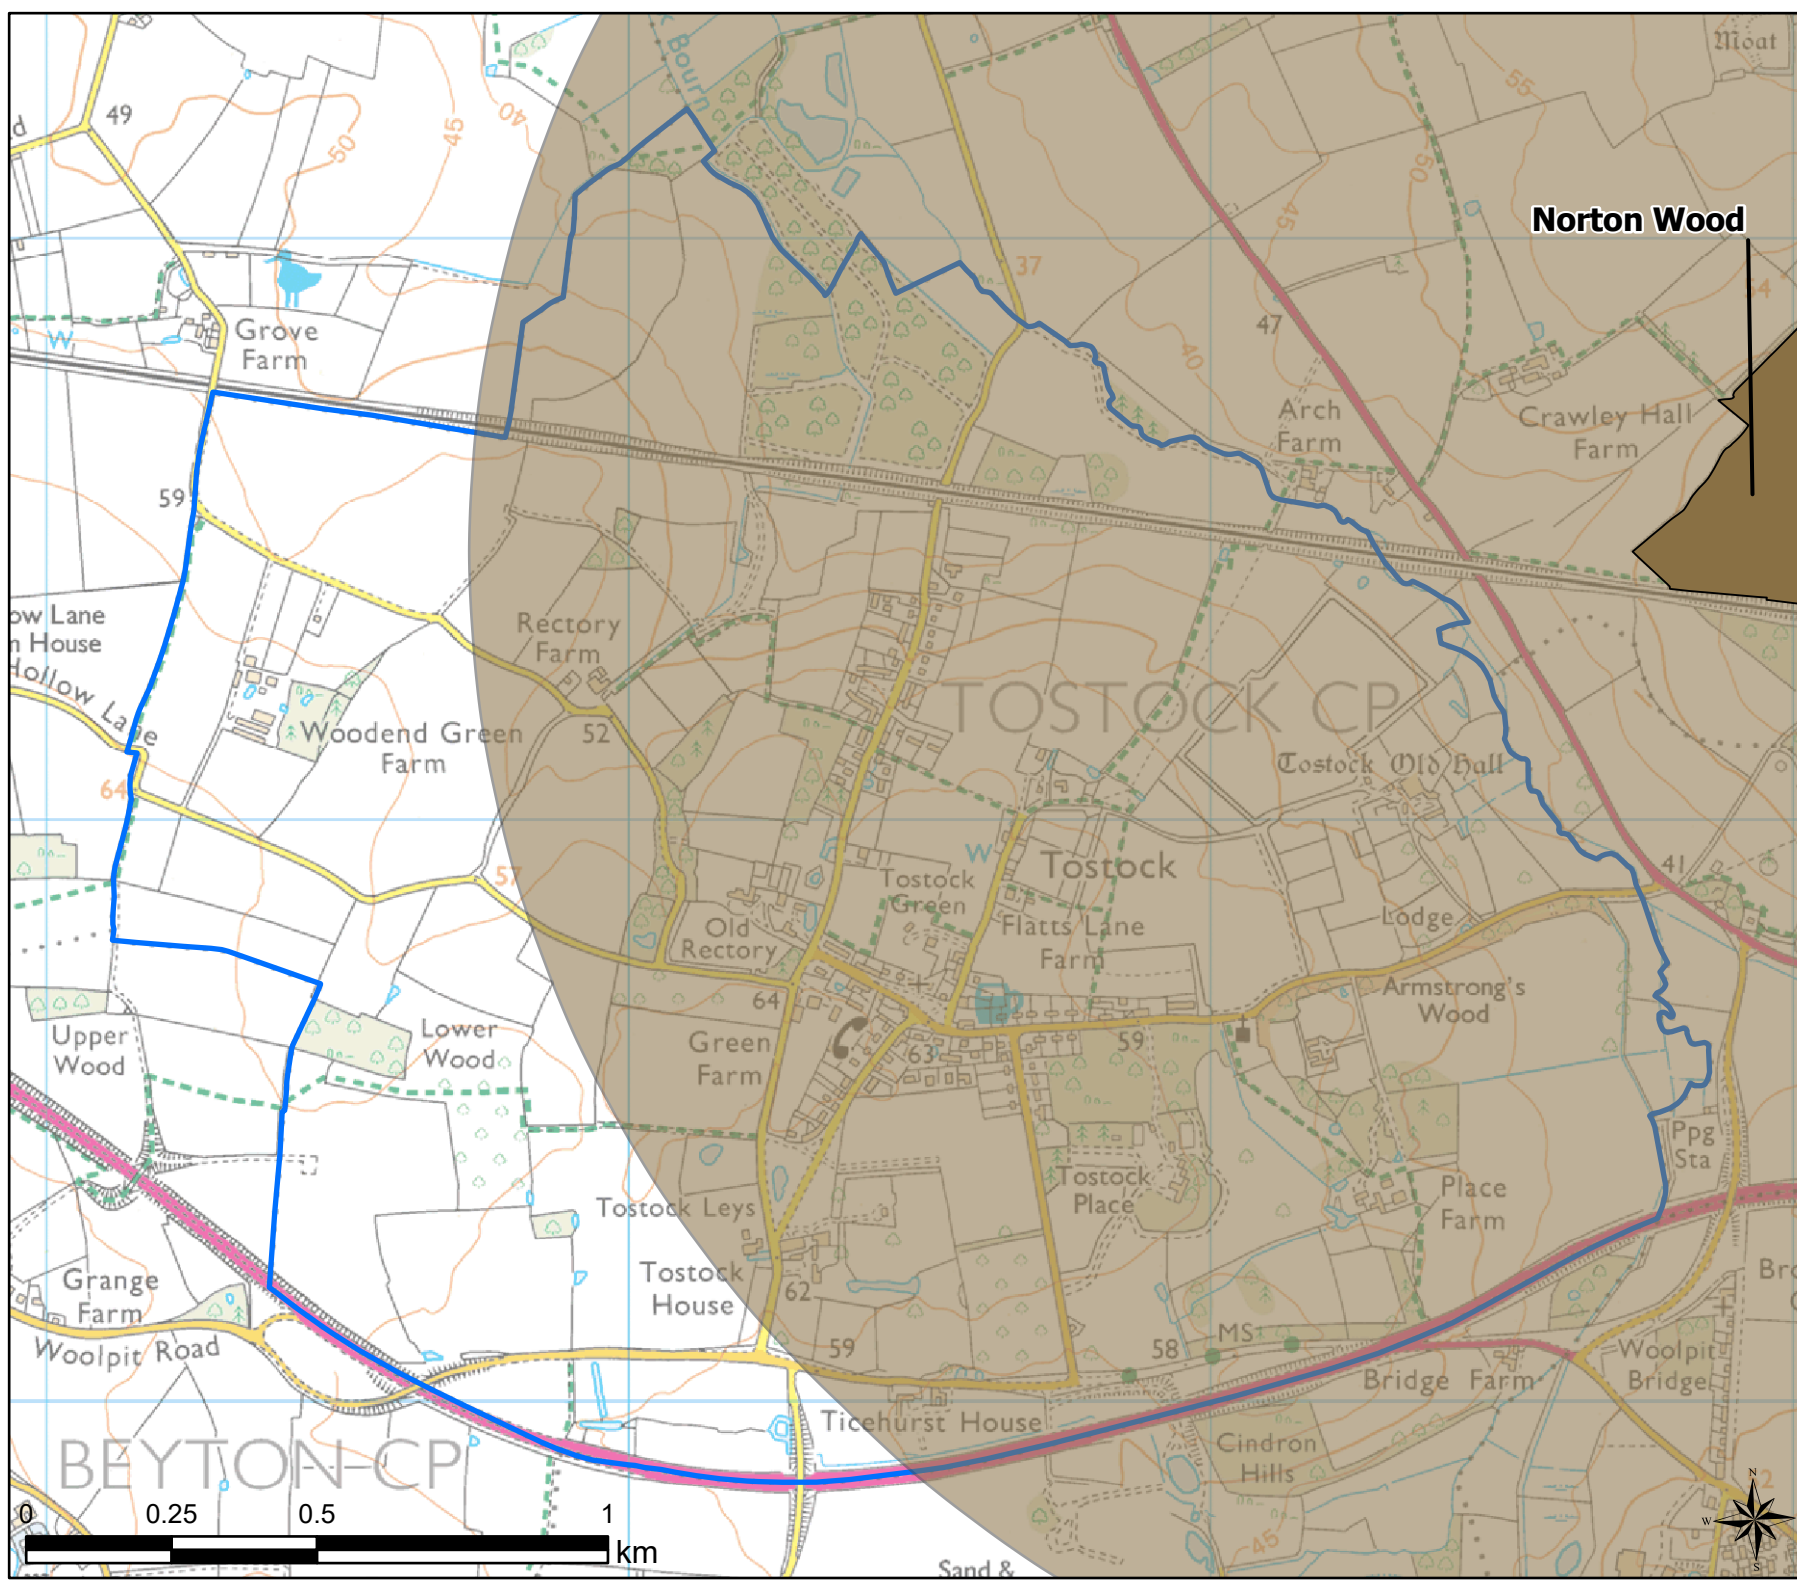 Bourn
Moat
d
49
50
45
40
55
50
45
Norton Wood
54
37
W
Grove
Farm
47
40
Arch
Farm
Crawley Hall
Farm
59
ow Lane
n House
Hollow Lane
Rectory
Farm
TOSTOCK CP
Woodend Green
Farm
52
Tostock Old Hall
64
57
W
Tostock
41
Tostock
Green
Old
Rectory
Flatts Lane
Farm
Lodge
64
Armstrong's
Wood
Upper
Wood
Lower
Wood
Green
Farm
63
59
Ppg
Sta
Tostock
Place
Place
Farm
Tostock Leys
Grange
Farm
Tostock
House
62
Bro
Woolpit Road
59
58
MS
Woolpit
Bridge
Bridge Farm
Ticehurst House
Cindron
Hills
BEYTON CP
N
2
W
S
0 0.25 0.5 1
km
45
Sand &